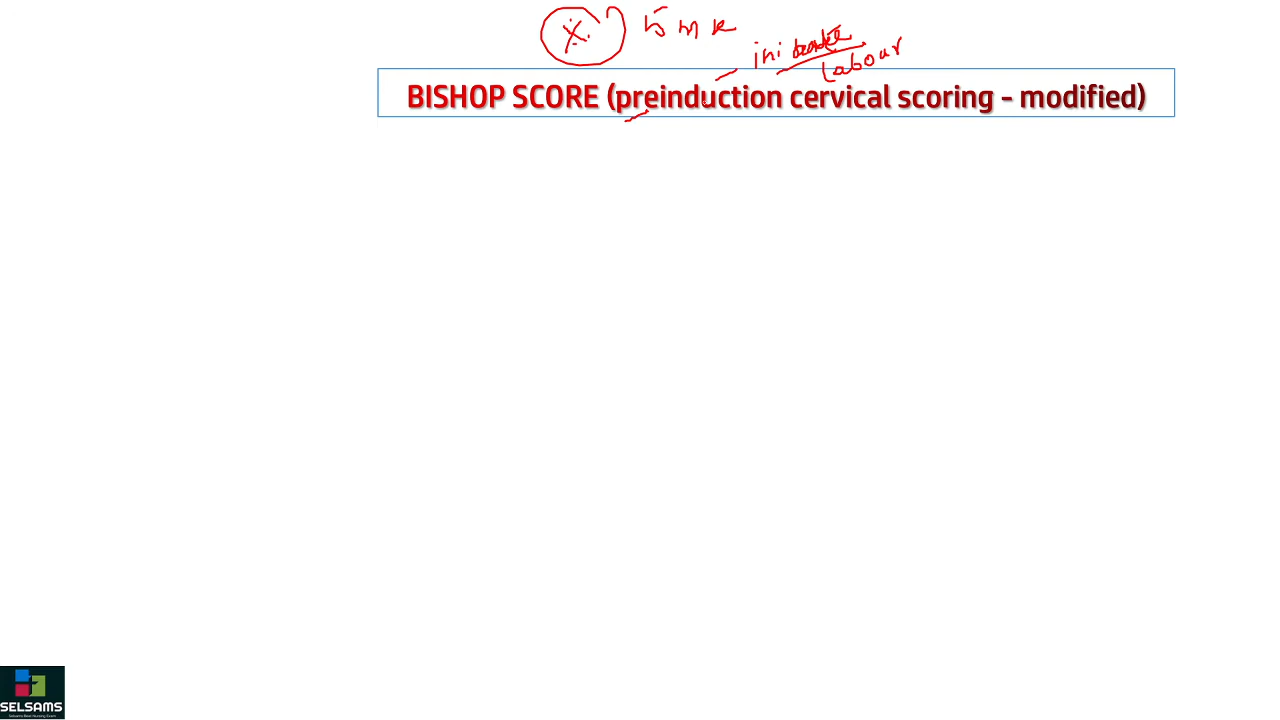 5 mk
initiate
labour
BISHOP SCORE (preinduction cervical scoring - modified)
SELSAMS